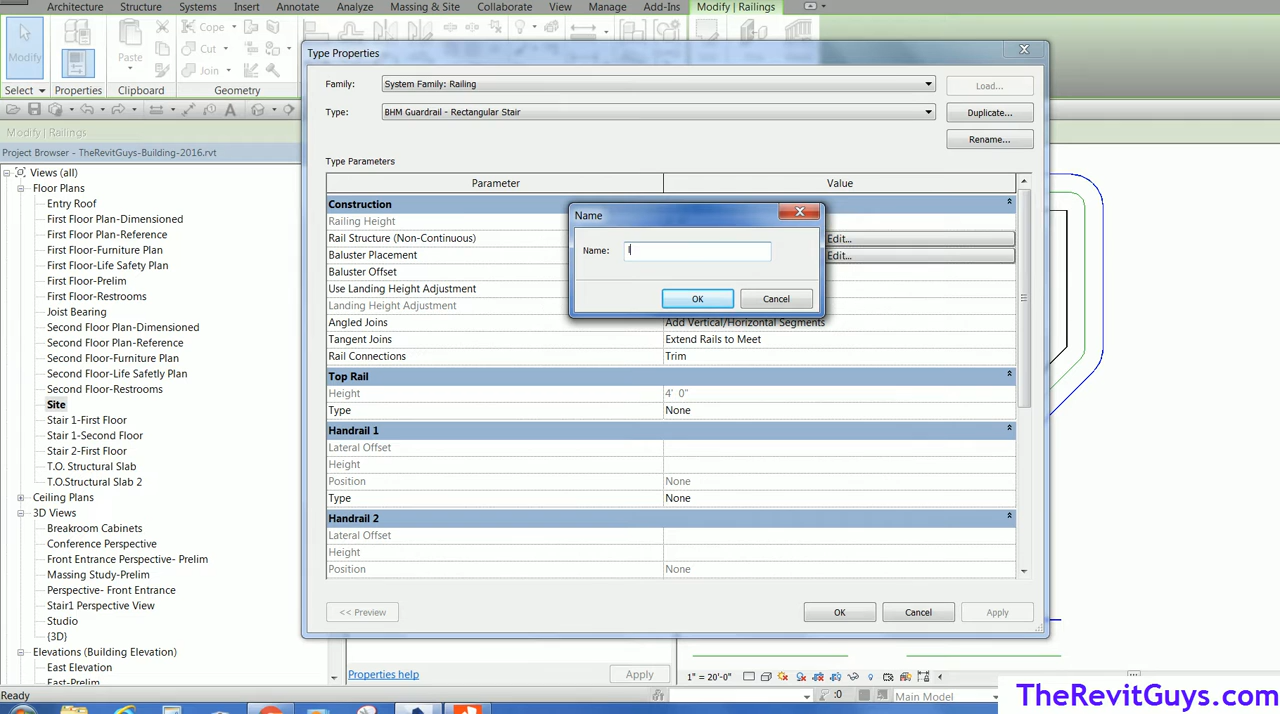 Architecture Structure Systems Insert Annotate Analyze Massing & Site Collaborate View Manage Add-Ins Modify | Railings
Modify
Paste
Cope
Cut
Join
Select Properties Clipboard Geometry
Modify | Railings
Project Browser - TheRevitGuys-Building-2016.rvt
Views (all)
Floor Plans
Entry Roof
First Floor Plan-Dimensioned
First Floor Plan-Reference
First Floor-Furniture Plan
First Floor-Life Safety Plan
First Floor-Plenim
First Floor-Restrooms
Joist Bearing
Second Floor Plan-Dimensioned
Second Floor Plan-Reference
Second Floor-Furniture Plan
Second Floor-Life Saftly Plan
Second Floor-Restrooms
Site
Stair 1-First Floor
Stair 1-Second Floor
Stair 2-First Floor
T.O. Structural Slab
T.O.Structural Slab 2
Ceiling Plans
3D Views
Breakroom Cabinets
Conference Perspective
Front Entrance Perspective- Prelim
Massing Study-Prelim
Perspective- Front Entrance
Stair1 Perspective View
Studio
{3D}
Elevations (Building Elevation)
East Elevation
East-Prelim
Ready
Type Properties
Family: System Family: Railing Load...
Type: BHM Guardrail - Rectangular Stair Duplicate...
Rename...
Type Parameters
Parameter Value
Construction
Railing Height
Rail Structure (Non-Continuous) Edit...
Baluster Placement Edit...
Baluster Offset
Use Landing Height Adjustment
Landing Height Adjustment
Angled Joins Add Vertical/Horizontal Segments
Tangent Joins Extend Rails to Meet
Rail Connections Trim
Top Rail
Height 4' 0"
Type None
Handrail 1
Lateral Offset
Height
Position None
Type None
Handrail 2
Lateral Offset
Height
Position None
<< Preview OK Cancel Apply
Name
Name:
OK Cancel
Properties help Apply
1" = 20'-0"
:0 Main Model
TheRevitGuys.com